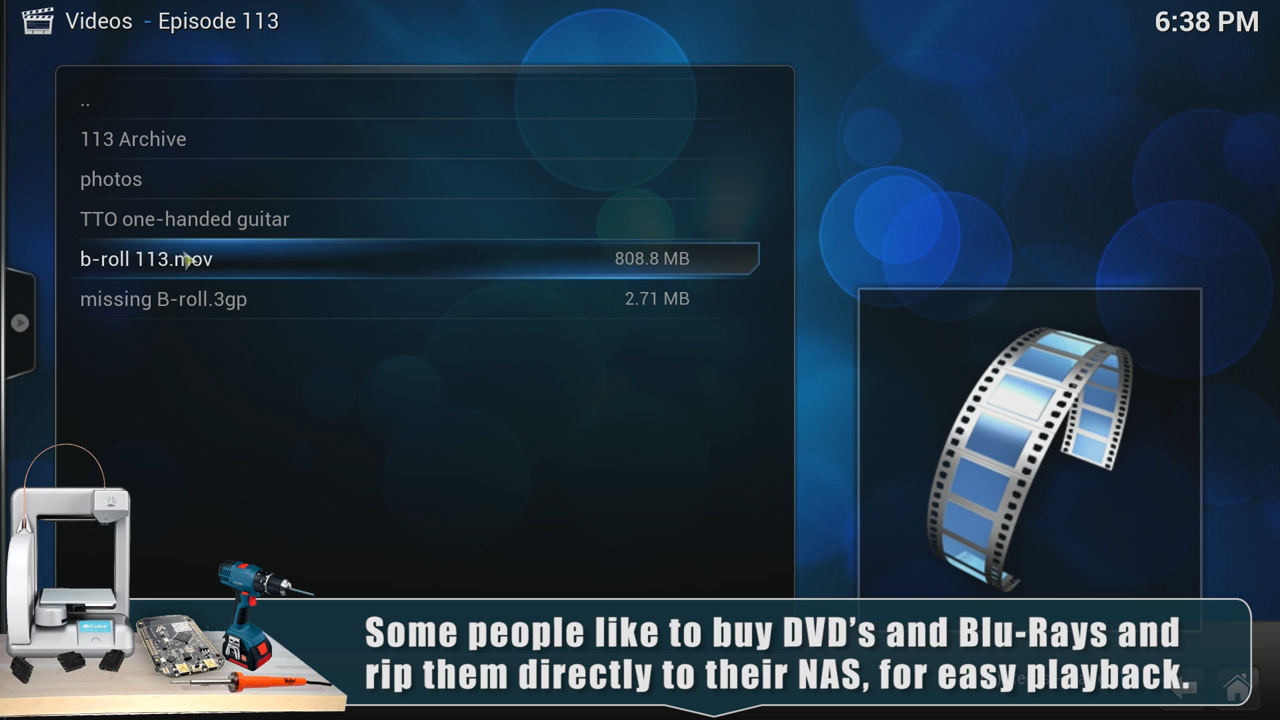 Videos - Episode 113
6:38 PM
..
113 Archive
photos
TTO one-handed guitar
b-roll 113.mov 808.8 MB
missing B-roll.3gp 2.71 MB
Cube
Some people like to buy DVD's and Blu-Rays and
rip them directly to their NAS, for easy playback.